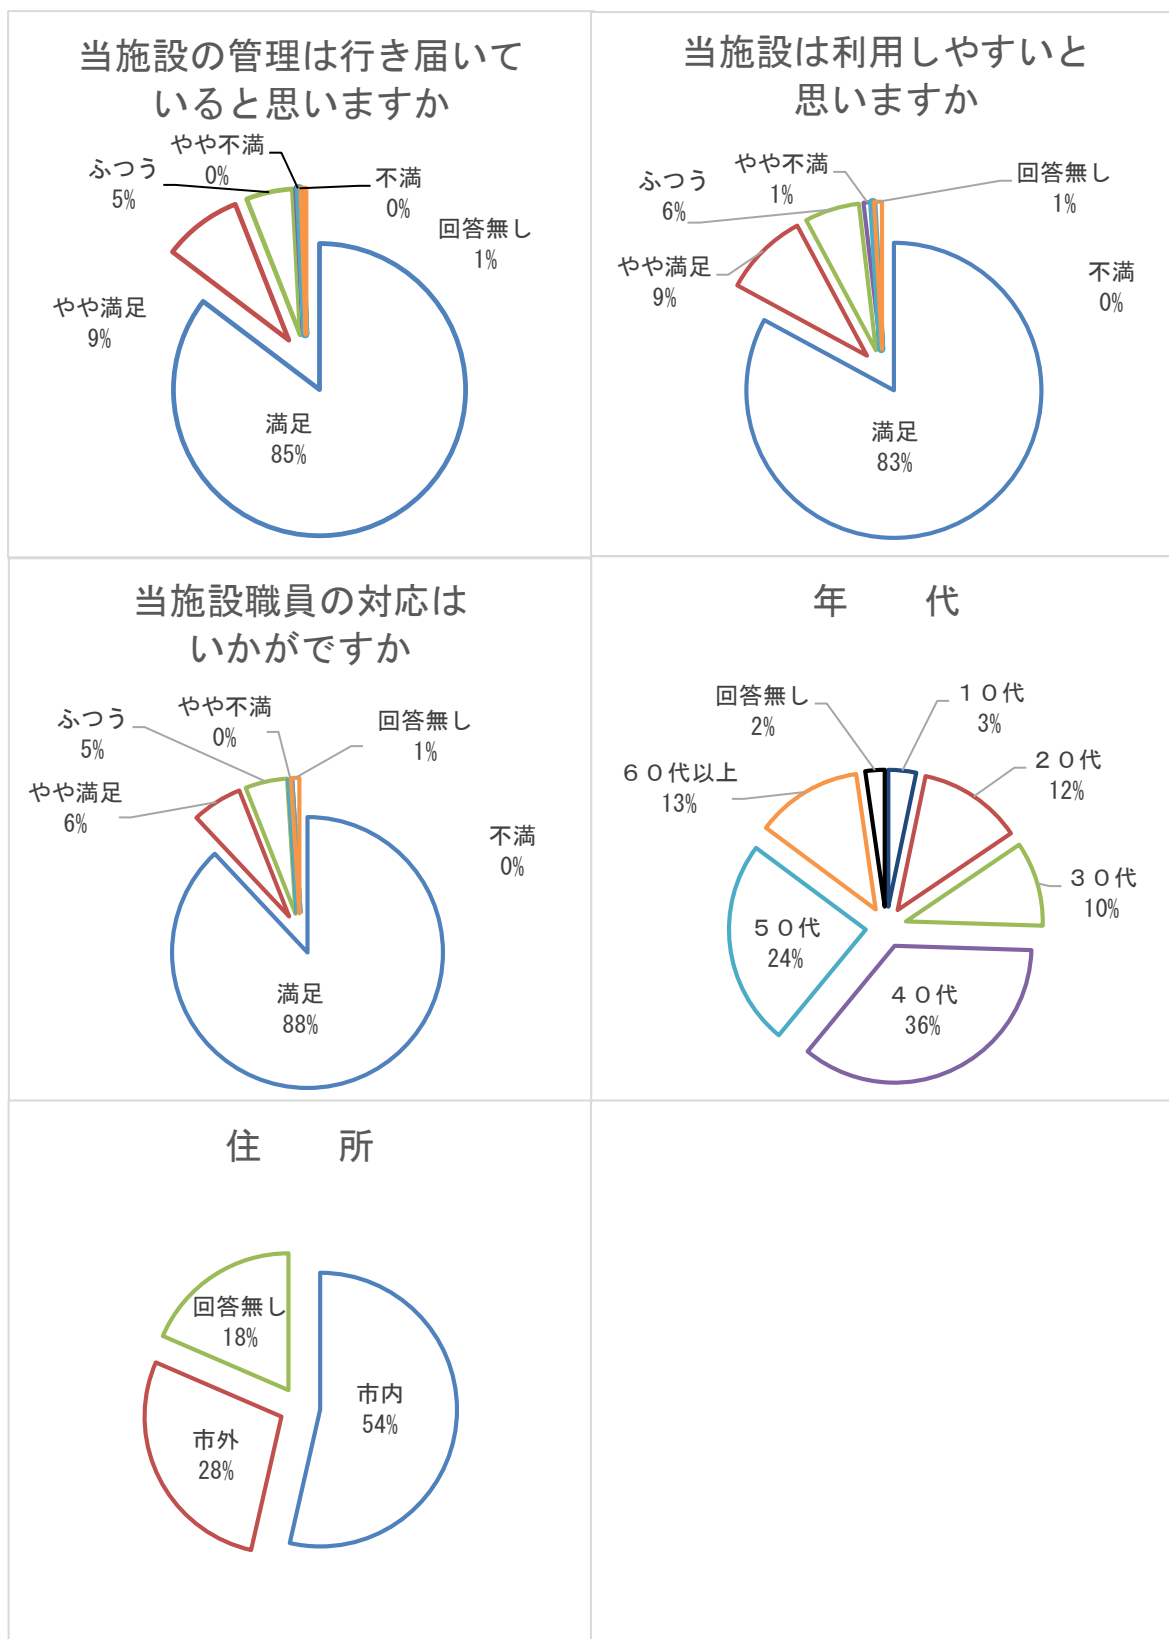 当施設の管理は行き届いて
いると思いますか
やや不満
0%
ふつう
5%
不満
0%
回答無し
1%
やや満足
9%
満足
85%
当施設は利用しやすいと
思いますか
やや不満
1%
回答無し
1%
ふつう
6%
やや満足
9%
不満
0%
満足
83%
当施設職員の対応は
いかがですか
やや不満
0%
ふつう
5%
回答無し
1%
やや満足
6%
不満
0%
満足
88%
年　　代
回答無し
2%
１０代
3%
２０代
12%
６０代以上
13%
３０代
10%
５０代
24%
４０代
36%
住　　所
回答無し
18%
市内
54%
市外
28%